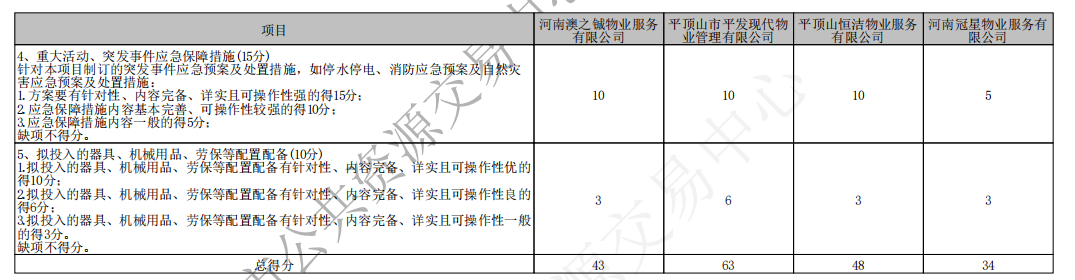 项目
河南澳之铖物业服务
有限公司
平顶山市平发现代物
业管理有限公司
平顶山恒洁物业服务
有限公司
河南冠星物业服务有
限公司
4、重大活动、突发事件应急保障措施(15分)
针对本项目制订的突发事件应急预案及处置措施，如停水停电、消防应急预案及自然灾
害应急预案及处置措施：
1.方案要有针对性、内容完备、详实且可操作性强的得15分；
2.应急保障措施内容基本完善、可操作性较强的得10分；
3.应急保障措施内容一般的得5分；
缺项不得分。
10
10
10
5
5、拟投入的器具、机械用品、劳保等配置配备(10分)
1.拟投入的器具、机械用品、劳保等配置配备有针对性、内容完备、详实且可操作性优的
得10分；
2.拟投入的器具、机械用品、劳保等配置配备有针对性、内容完备、详实且可操作性良的
得6分；
3.拟投入的器具、机械用品、劳保等配置配备有针对性、内容完备、详实且可操作性一般
的得3分。
缺项不得分。
3
6
3
3
总得分
43
63
48
34
公共资源交易
源交易中心